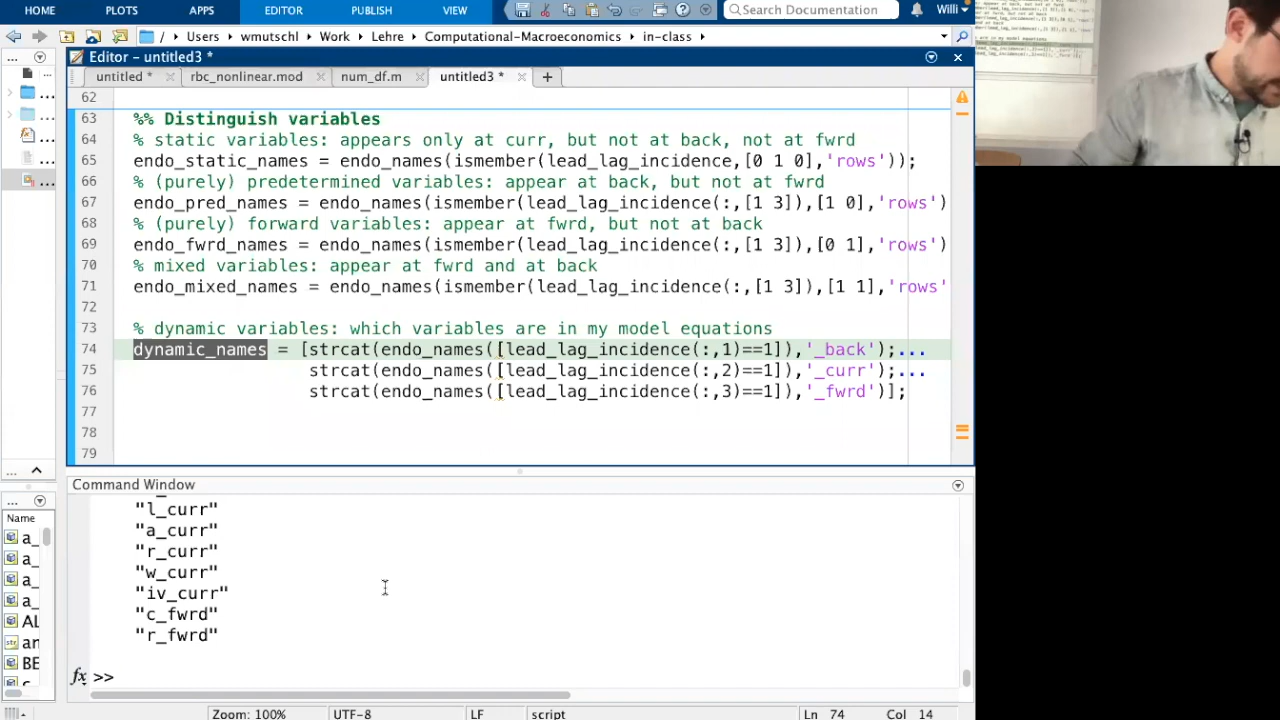 HOME PLOTS APPS EDITOR PUBLISH VIEW Search Documentation Willi
/ Computational-Macroeconomics in-class
Editor - untitled3 *
untitled * rbc_nonlinear num_df.m untitled3 * +
62
63 %% Distinguish variables
64 % static variables: appears only at curr, but not at back, not at fwrd
65 endo_static_names = endo_names(ismember(lead_lag_incidence,[0 1 0],'rows'));
66 % (purely) predetermined variables: appear at back, but not at fwrd
67 endo_pred_names = endo_names(ismember(lead_lag_incidence(:,[1 3]),[1 0],'rows')
68 % (purely) forward variables: appear at fwrd, but not at back
69 endo_fwrd_names = endo_names(ismember(lead_lag_incidence(:,[1 3]),[0 1],'rows')
70 % mixed variables: appear at fwrd and at back
71 endo_mixed_names = endo_names(ismember(lead_lag_incidence(:,[1 3]),[1 1],'rows'
72
73 % dynamic variables: which variables are in my model equations
74 dynamic_names = [strcat(endo_names([lead_lag_incidence(:,1)==1]),'_back');...
75 strcat(endo_names([lead_lag_incidence(:,2)==1]),'_curr');...
76 strcat(endo_names([lead_lag_incidence(:,3)==1]),'_fwrd')];
77
78
79
Command Window
"l_curr"
"a_curr"
"r_curr"
"w_curr"
"iv_curr"
"c_fwrd"
"r_fwrd"
fx >>
Name
a_
a_
a_
a_
AL
an
BE
Zoom: 100% UTF-8 LF script Ln 74 Col 14